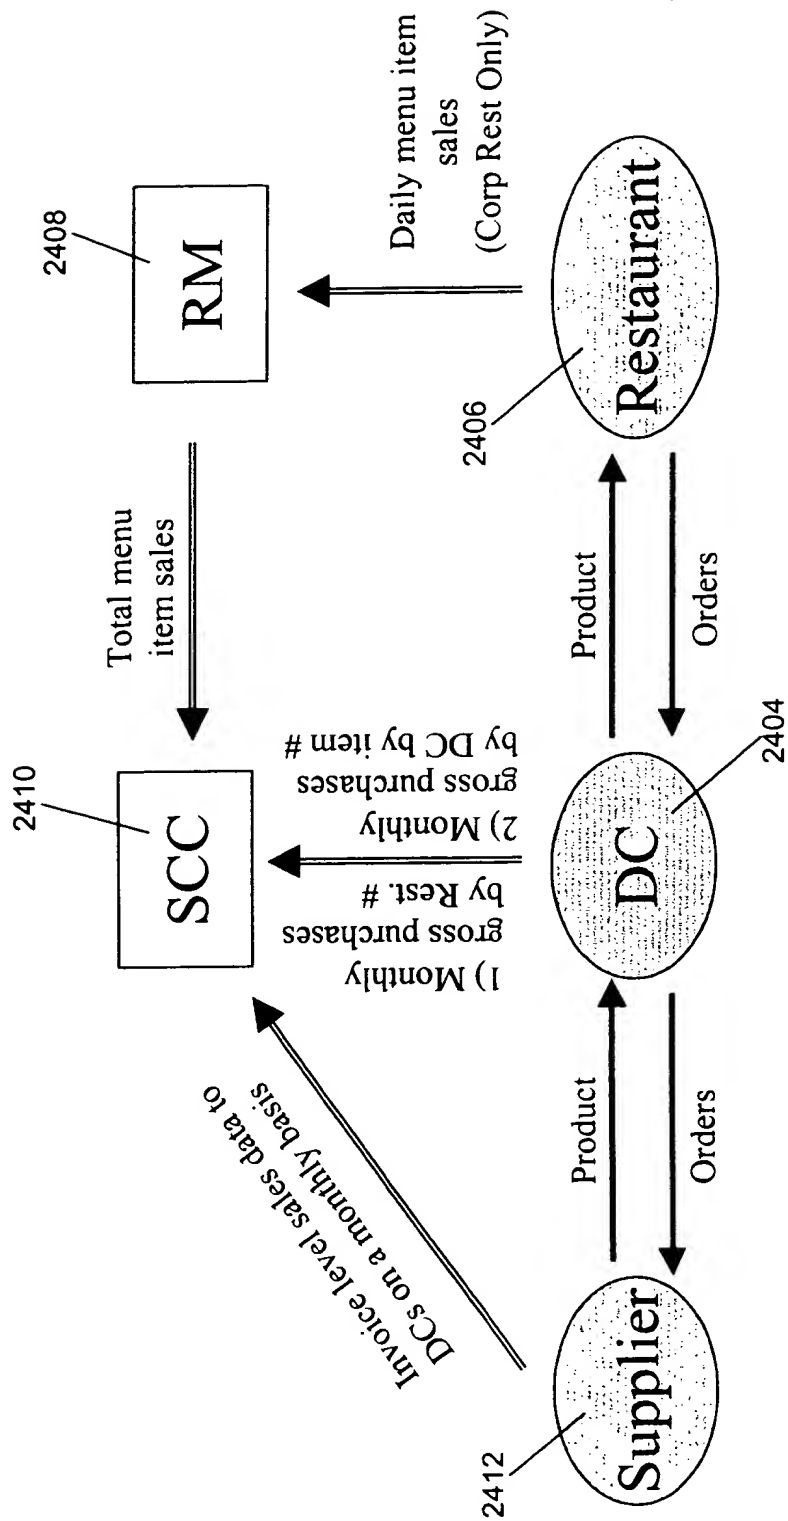 2410
SCC
2408
RM
Total menu
item sales
Invoice level sales data to
DCs on a monthly basis
1) Monthly
gross purchases
by Rest. #
2) Monthly
gross purchases
by DC by item #
Daily menu item
sales
(Corp Rest Only)
2412
Supplier
Product
Orders
DC
2404
Product
Orders
2406
Restaurant